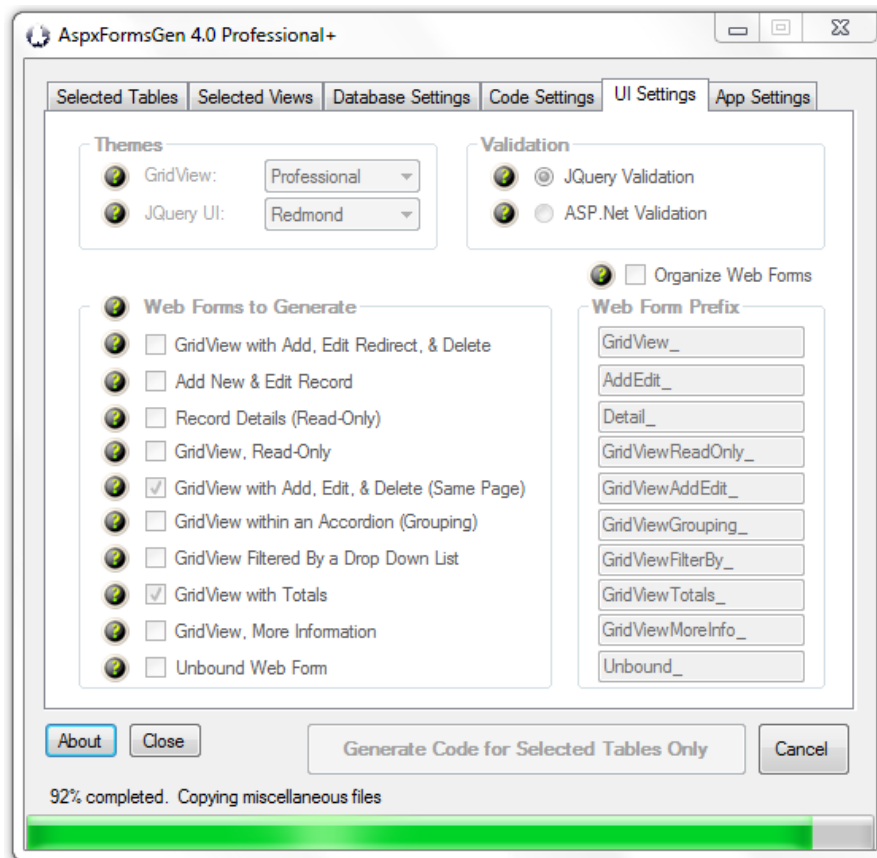 AspxFormsGen 4.0 Professional+
Selected Tables Selected Views Database Settings Code Settings UI Settings App Settings
Themes
GridView: Professional
JQuery UI: Redmond
Validation
JQuery Validation
ASP.Net Validation
Organize Web Forms
Web Forms to Generate
GridView with Add, Edit Redirect, & Delete
Add New & Edit Record
Record Details (Read-Only)
GridView, Read-Only
GridView with Add, Edit, & Delete (Same Page)
GridView within an Accordion (Grouping)
GridView Filtered By a Drop Down List
GridView with Totals
GridView, More Information
Unbound Web Form
Web Form Prefix
GridView_
AddEdit_
Detail_
GridViewReadOnly_
GridViewAddEdit_
GridViewGrouping_
GridViewFilterBy_
GridViewTotals_
GridViewMoreInfo_
Unbound_
About Close Generate Code for Selected Tables Only Cancel
92% completed. Copying miscellaneous files